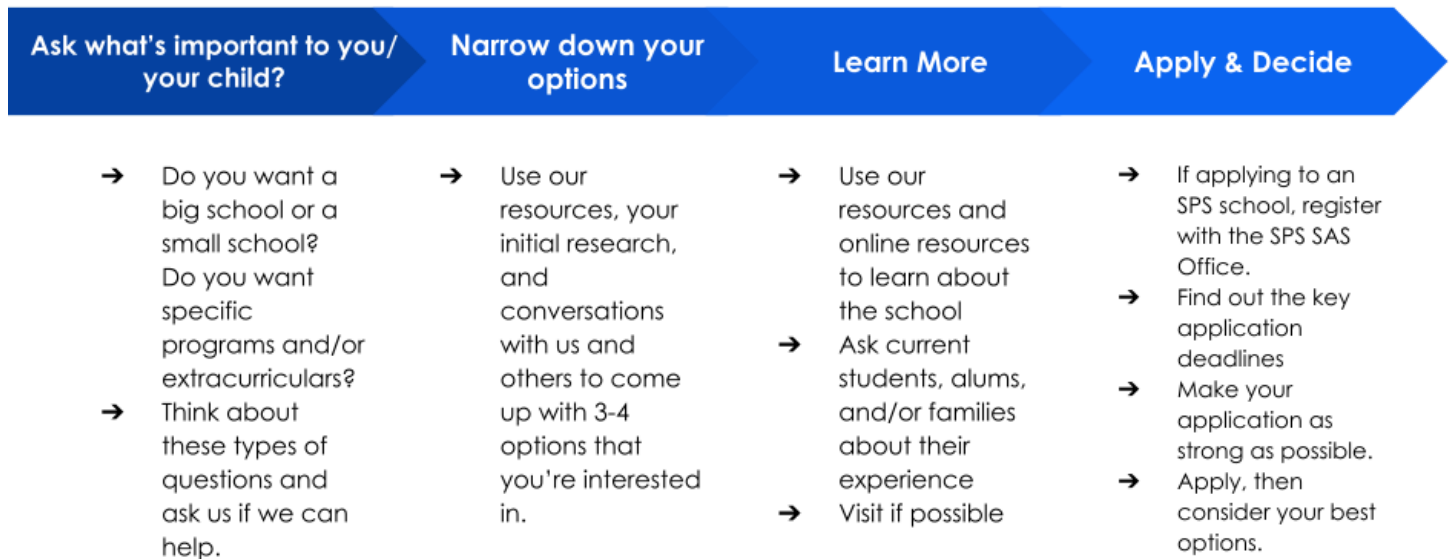 Ask what's important to you/
your child?
Narrow down your
options
Learn More
Apply & Decide
➔ Do you want a
big school or a
small school?
Do you want
specific
programs and/or
extracurriculars?
➔ Think about
these types of
questions and
ask us if we can
help.
➔ Use our
resources, your
initial research,
and
conversations
with us and
others to come
up with 3-4
options that
you're interested
in.
➔ Use our
resources and
online resources
to learn about
the school
➔ Ask current
students, alums,
and/or families
about their
experience
➔ Visit if possible
➔ If applying to an
SPS school, register
with the SPS SAS
Office.
➔ Find out the key
application
deadlines
➔ Make your
application as
strong as possible.
➔ Apply, then
consider your best
options.